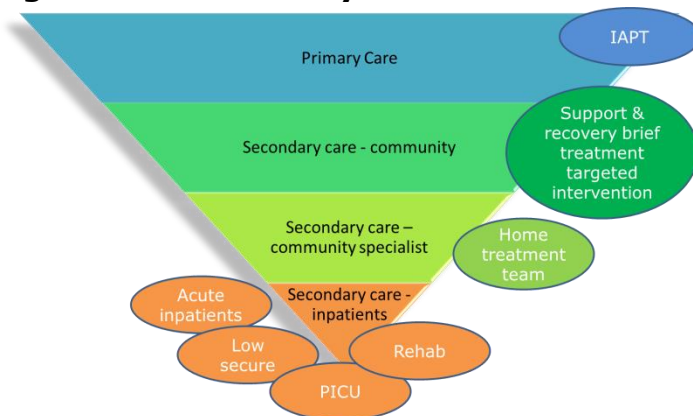 Primary Care
IAPT
Secondary care - community
Support &
recovery brief
treatment
targeted
intervention
Secondary care –
community specialist
Home
treatment
team
Secondary care -
inpatients
Acute
inpatients
Low
secure
Rehab
PICU